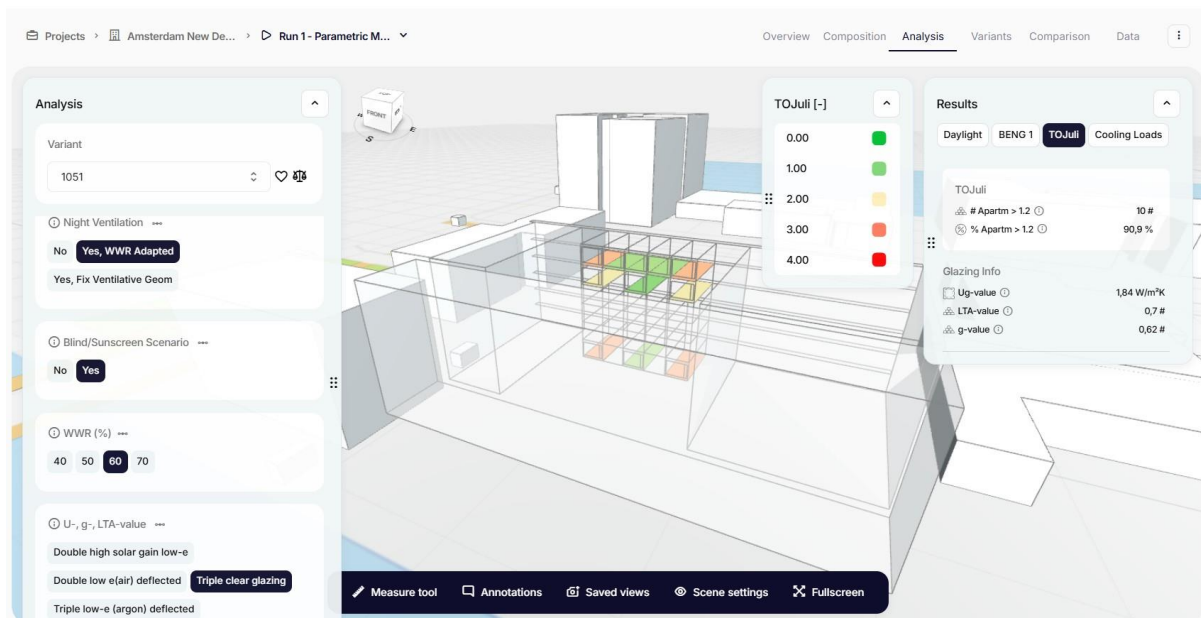 Projects > Amsterdam New De... > Run 1 - Parametric M...
Overview Composition Analysis Variants Comparison Data
Analysis
Variant
1051
Night Ventilation
No Yes, WWR Adapted
Yes, Fix Ventilative Geom
Blind/Sunscreen Scenario
No Yes
WWR (%)
40 50 60 70
U-, g-, LTA-value
Double high solar gain low-e
Double low e(air) deflected Triple clear glazing
Triple low-e (argon) deflected
FRONT
S
E
TOJuli [-]
0.00
1.00
2.00
3.00
4.00
Results
Daylight BENG 1 TOJuli Cooling Loads
TOJuli
# Apartm > 1.2 10 #
% Apartm > 1.2 90,9 %
Glazing Info
Ug-value 1,84 W/m²K
LTA-value 0,7 #
g-value 0,62 #
Measure tool Annotations Saved views Scene settings Fullscreen